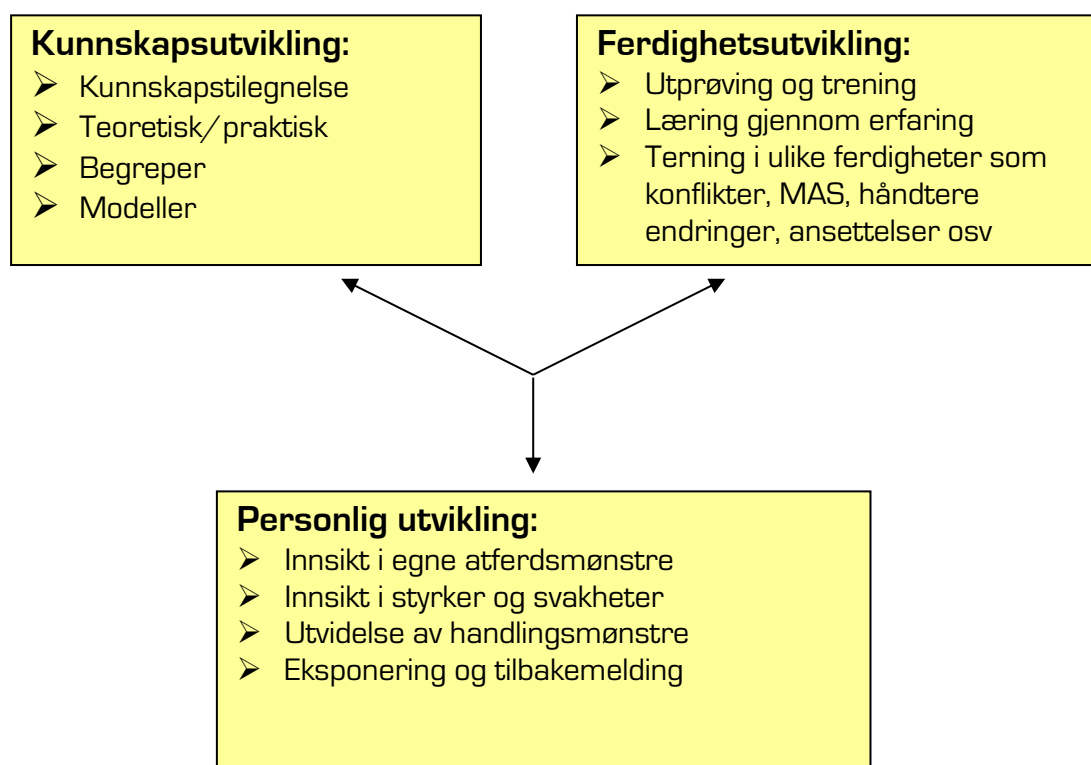 Kunnskapsutvikling:
➢ Kunnskapstilegnelse
➢ Teoretisk/praktisk
➢ Begreper
➢ Modeller
Ferdighetsutvikling:
➢ Utprøving og trening
➢ Læring gjennom erfaring
➢ Terning i ulike ferdigheter som
konflikter, MAS, håndtere
endringer, ansettelser osv
Personlig utvikling:
➢ Innsikt i egne atferdsmønstre
➢ Innsikt i styrker og svakheter
➢ Utvidelse av handlingsmønstre
➢ Eksponering og tilbakemelding